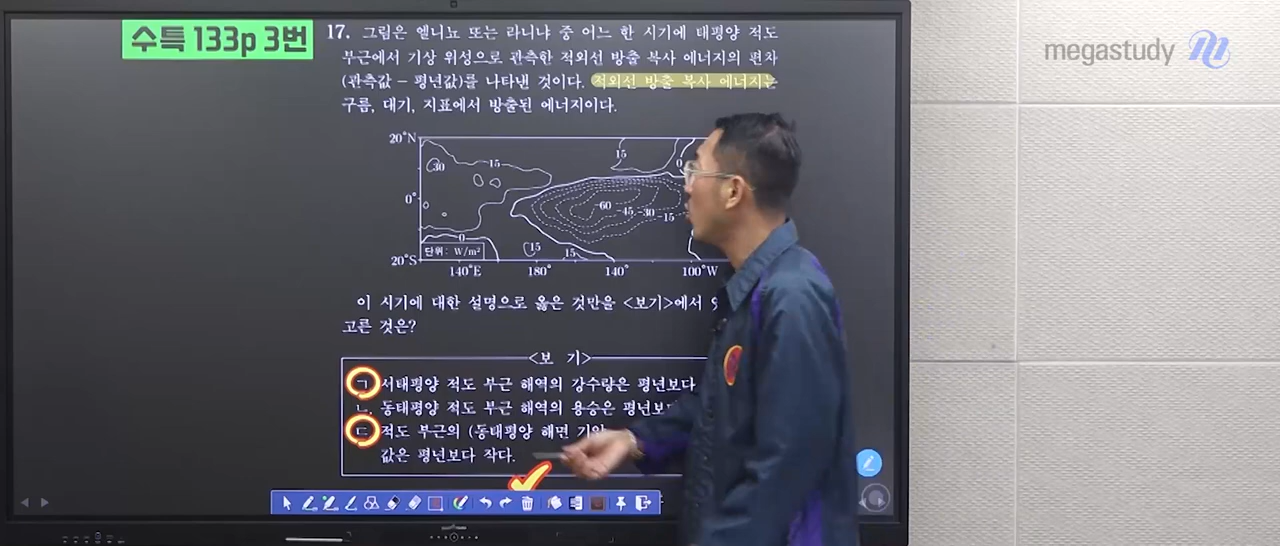 수특 133p 3번
megastudy
17. 그림은 엘니뇨 또는 라니냐 중 어느 한 시기에 태평양 적도
부근에서 기상 위성으로 관측한 적외선 방출 복사 에너지의 편차
(관측값 - 평년값)를 나타낸 것이다. 적외선 방출 복사 에너지는
구름, 대기, 지표에서 방출된 에너지이다.
20°N
30
15
15
0
0°
-60 -45 -30 -15
0
15
15
단위: W/m²
20°S
140°E 180° 140° 100°W
이 시기에 대한 설명으로 옳은 것만을 <보기>에서
고른 것은?
<보 기>
ㄱ 서태평양 적도 부근 해역의 강수량은 평년보다
ㄴ. 동태평양 적도 부근 해역의 용승은 평년보다
ㄷ 적도 부근의 (동태평양 해면 기압
값은 평년보다 작다.